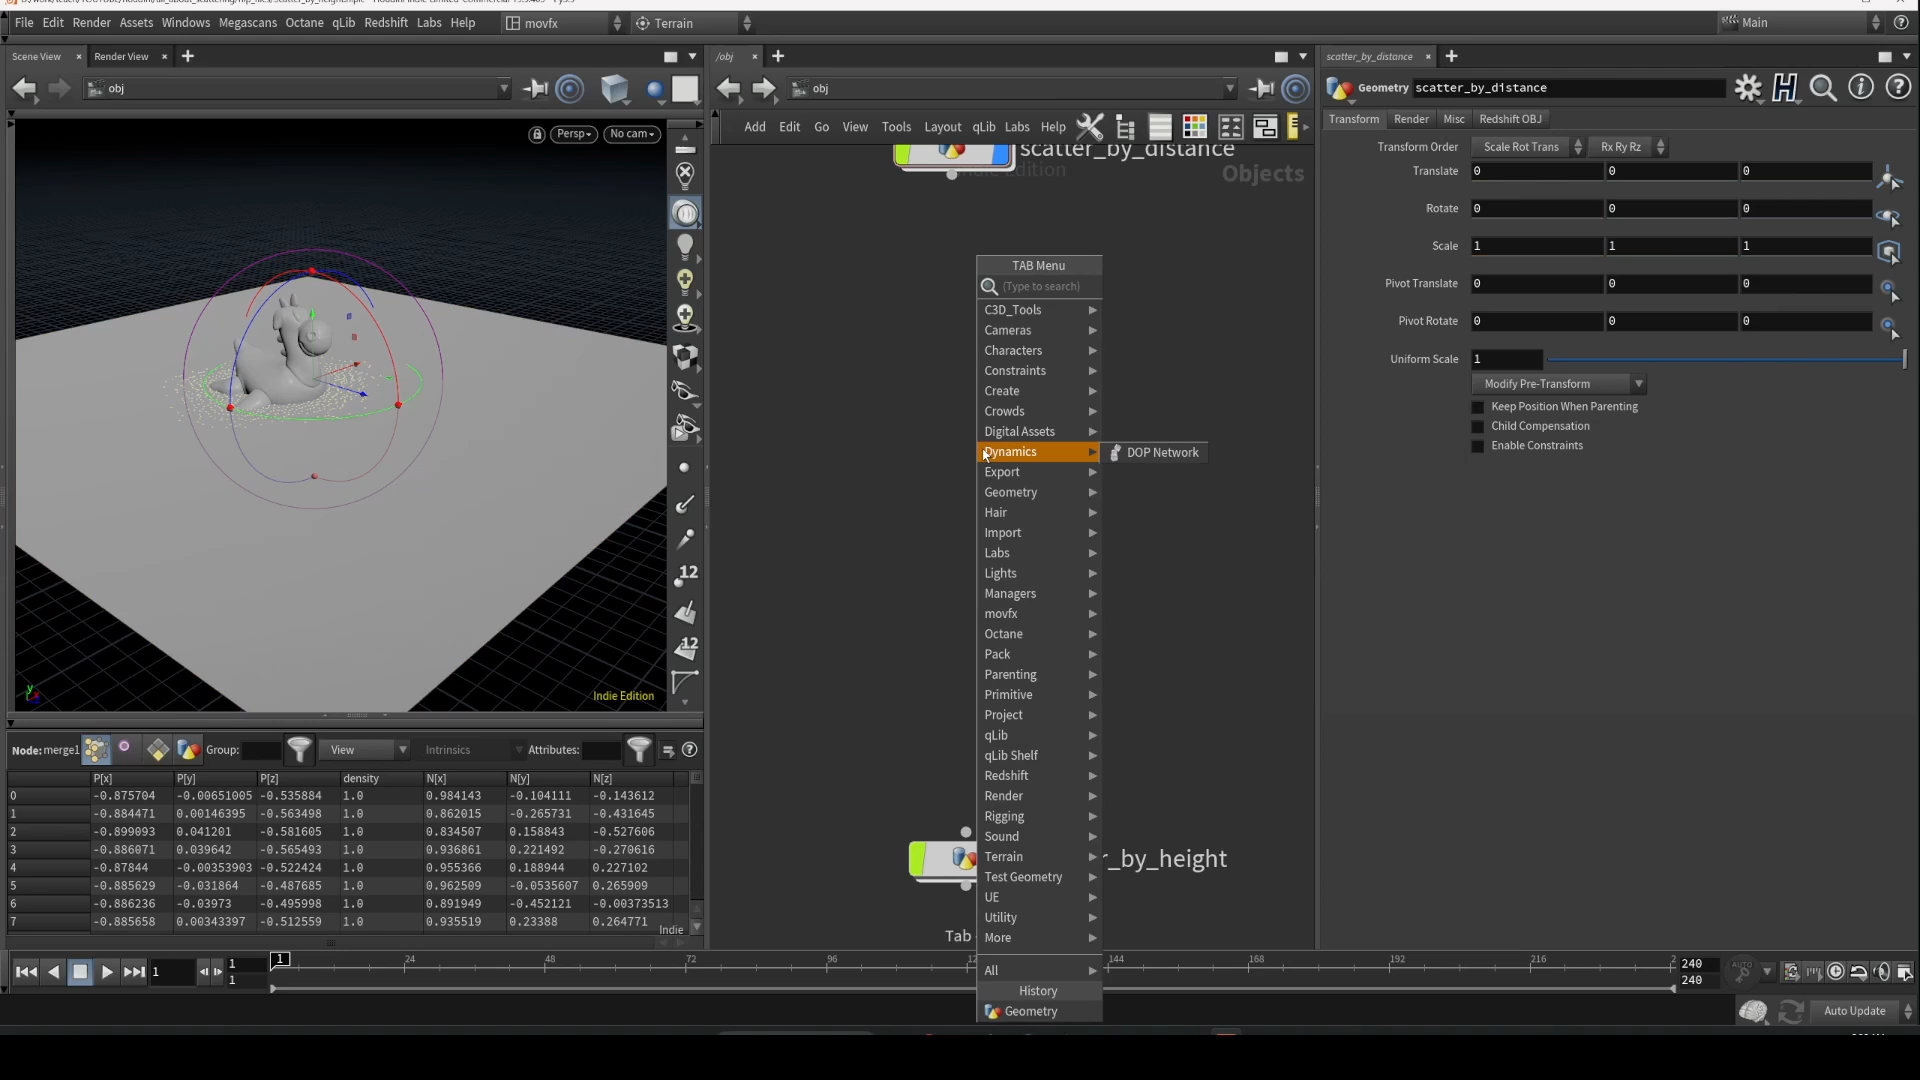 File Edit Render Assets Windows Megascans Octane qLib Redshift Labs Help movfx Terrain Main
Scene View Render View
obj
Persp No cam
Indie Edition
Node: merge1 Group: View Intrinsics Attributes:
P[x] P[y] P[z] density N[x] N[y] N[z]
0 -0.875704 -0.00651005 -0.535884 1.0 0.984143 -0.104111 -0.143612
1 -0.884471 0.00146395 -0.563498 1.0 0.862015 -0.265731 -0.431645
2 -0.899093 0.041201 -0.581605 1.0 0.834507 0.158843 -0.527606
3 -0.886071 0.039642 -0.565493 1.0 0.936861 0.221492 -0.270616
4 -0.87844 -0.00353903 -0.522424 1.0 0.955366 0.188944 0.227102
5 -0.885629 -0.031864 -0.487685 1.0 0.962509 -0.0535607 0.265909
6 -0.886236 -0.03973 -0.495998 1.0 0.891949 -0.452121 -0.00373513
7 -0.885658 0.00343397 -0.512559 1.0 0.935519 0.23388 0.264771
Indie
/obj
obj
Add Edit Go View Tools Layout qLib Labs Help
scatter_by_distance
Edition
Objects
TAB Menu
(Type to search)
C3D_Tools
Cameras
Characters
Constraints
Create
Crowds
Digital Assets
Dynamics DOP Network
Export
Geometry
Hair
Import
Labs
Lights
Managers
movfx
Octane
Pack
Parenting
Primitive
Project
qLib
qLib Shelf
Redshift
Render
Rigging
Sound
Terrain
Test Geometry
UE
Utility
More
All
History
Geometry
r_by_height
Tab
scatter_by_distance
Geometry scatter_by_distance
Transform Render Misc Redshift OBJ
Transform Order Scale Rot Trans Rx Ry Rz
Translate 0 0 0
Rotate 0 0 0
Scale 1 1 1
Pivot Translate 0 0 0
Pivot Rotate 0 0 0
Uniform Scale 1
Modify Pre-Transform
Keep Position When Parenting
Child Compensation
Enable Constraints
1 1 1 1 24 48 72 96 12 144 168 192 216 2 240 240
AUTO
Auto Update
y
12
12